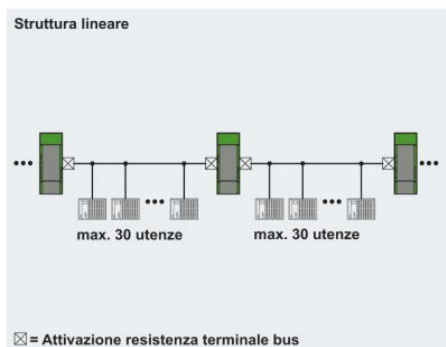 Struttura lineare
max. 30 utenze max. 30 utenze
= Attivazione resistenza terminale bus